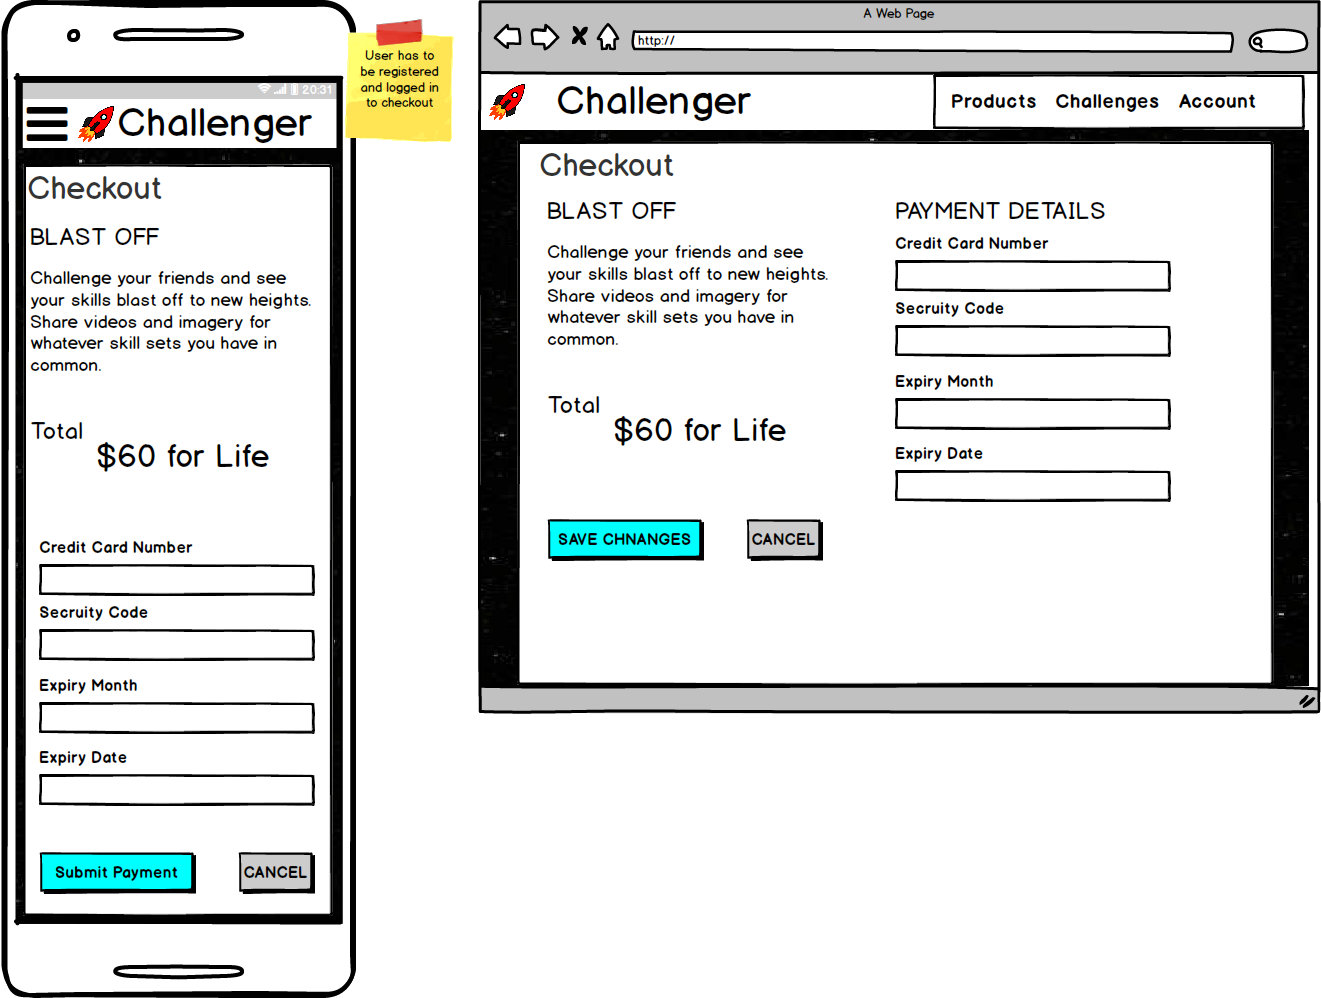 20:31
Challenger
Checkout
BLAST OFF
Challenge your friends and see
your skills blast off to new heights.
Share videos and imagery for
whatever skill sets you have in
common.
Total
$60 for Life
Credit Card Number
Secruity Code
Expiry Month
Expiry Date
Submit Payment
CANCEL
User has to
be registered
and logged in
to checkout
A Web Page
http://
Challenger
Products Challenges Account
Checkout
BLAST OFF
Challenge your friends and see
your skills blast off to new heights.
Share videos and imagery for
whatever skill sets you have in
common.
Total
$60 for Life
SAVE CHNANGES
CANCEL
PAYMENT DETAILS
Credit Card Number
Secruity Code
Expiry Month
Expiry Date